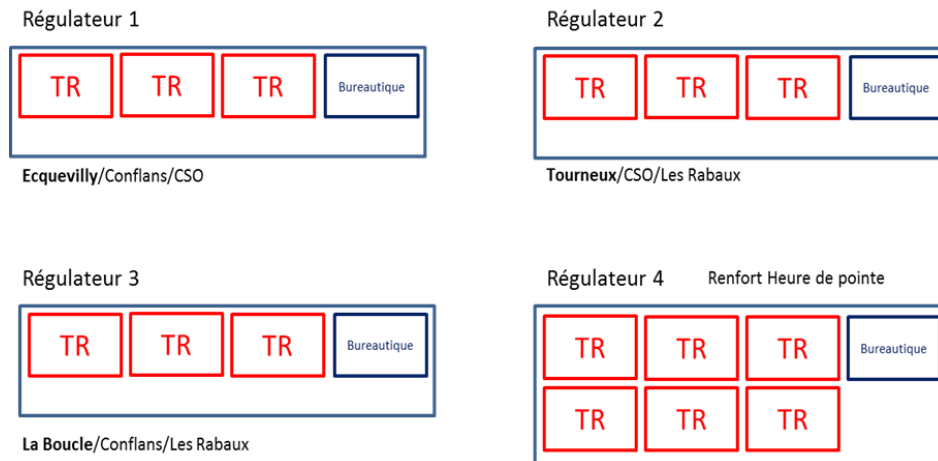 Régulateur 1
TR TR TR Bureautique
Ecquevilly/Conflans/CSO
Régulateur 2
TR TR TR Bureautique
Tourneux/CSO/Les Rabaux
Régulateur 3
TR TR TR Bureautique
La Boucle/Conflans/Les Rabaux
Régulateur 4 Renfort Heure de pointe
TR TR TR Bureautique
TR TR TR